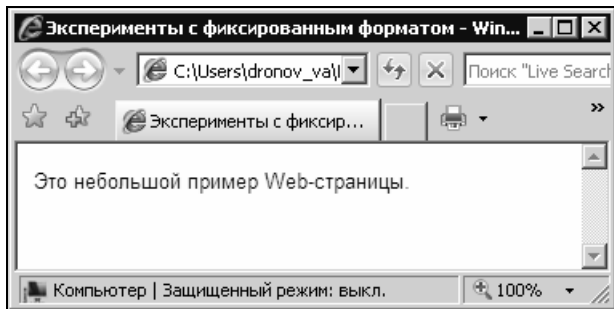 Эксперименты с фиксированным форматом - Win...
C:\Users\dronov_va\
Поиск "Live Search
Эксперименты с фиксир...
Это небольшой пример Web-страницы.
Компьютер | Защищенный режим: выкл.
100%